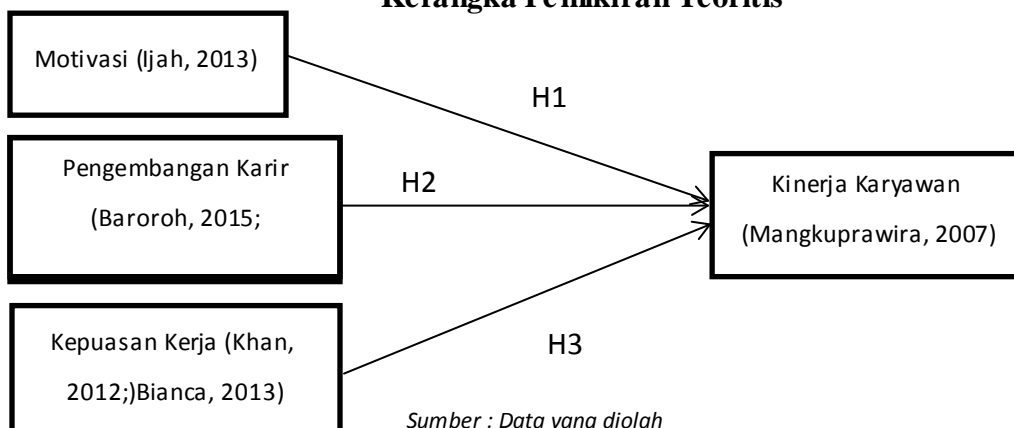 Kerangka Pemikiran Teoritis
Motivasi (Ijah, 2013)
H1
Pengembangan Karir
(Baroroh, 2015;
H2
Kinerja Karyawan
(Mangkuprawira, 2007)
Kepuasan Kerja (Khan,
2012;)Bianca, 2013)
H3
Sumber : Data yang diolah